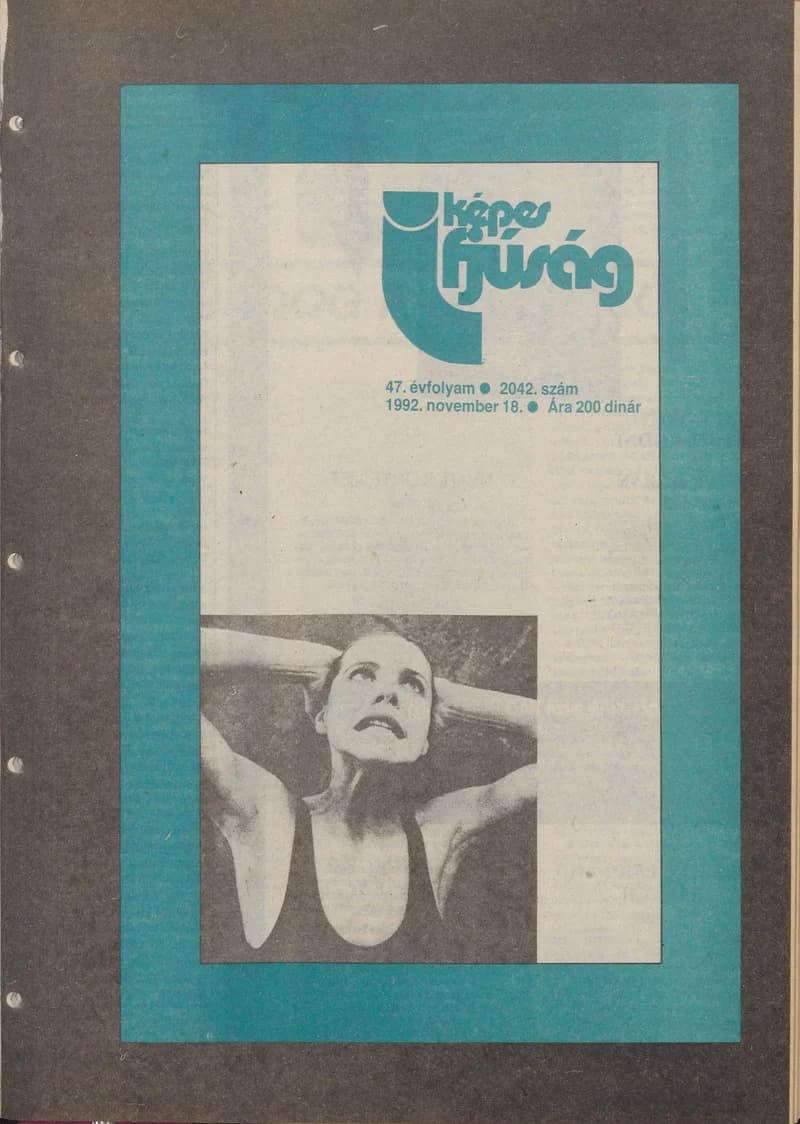 képes
Ifjúság
47. évfolyam ● 2042. szám
1992. november 18. ● Ára 200 dinár